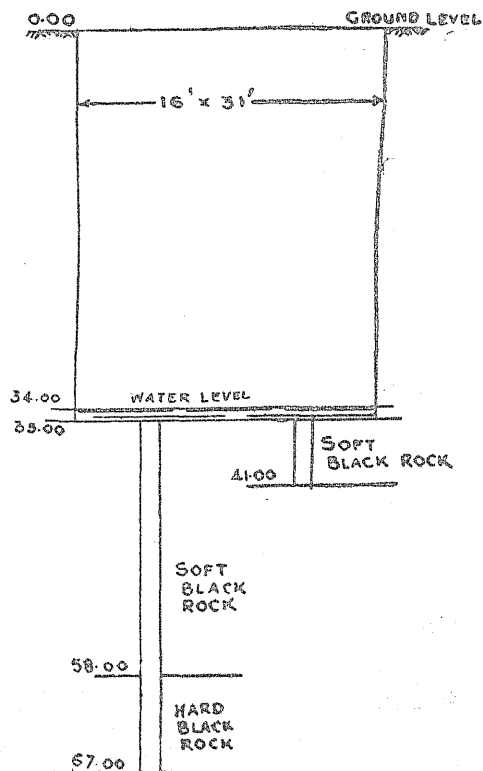 0.00
GROUND LEVEL
16' x 31'
34.00
WATER LEVEL
35.00
SOFT
BLACK ROCK
41.00
SOFT
BLACK
ROCK
58.00
HARD
BLACK
ROCK
67.00